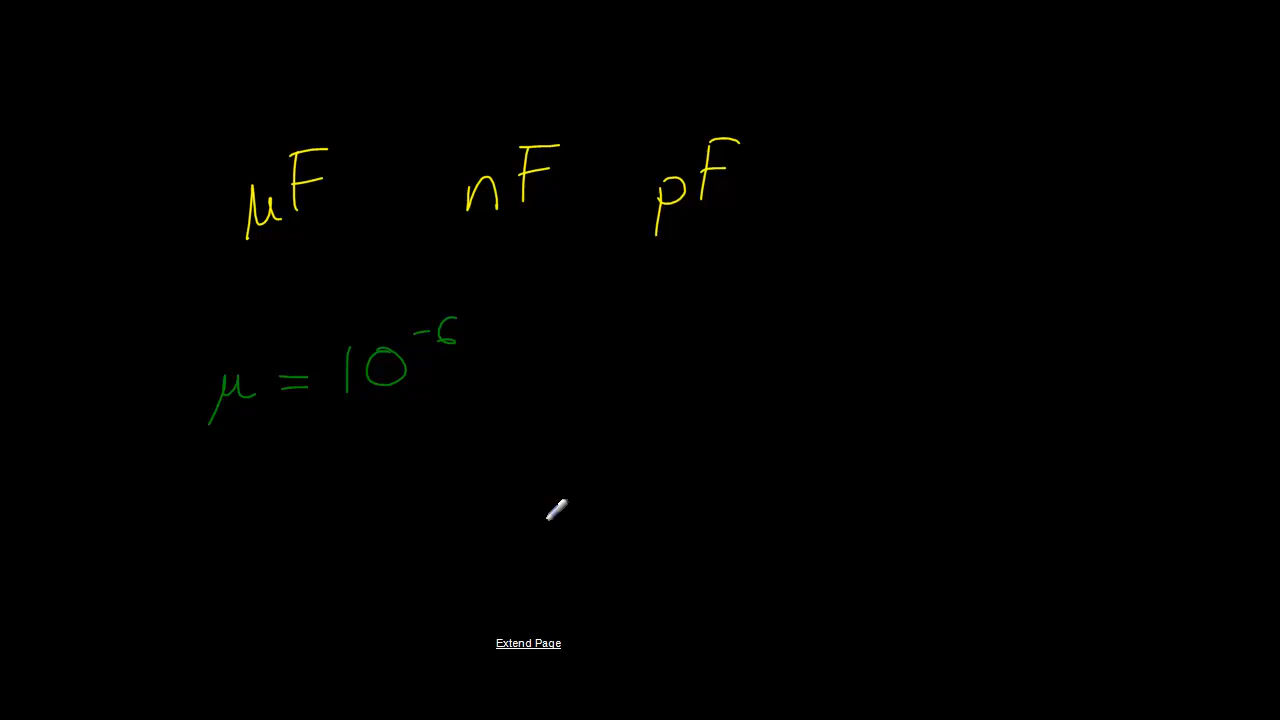 μF nF pF
μ = 10⁻⁶
Extend Page